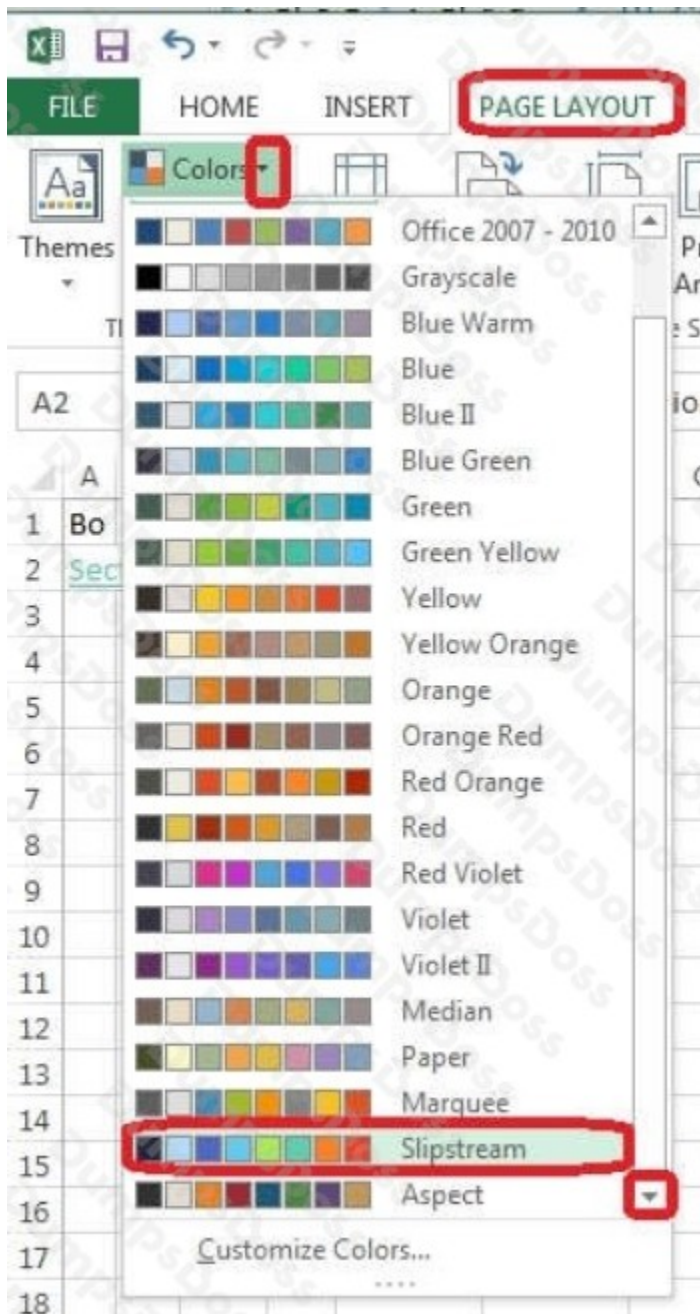 FILE HOME INSERT PAGE LAYOUT
Colors
Aa
Themes
Office 2007 - 2010
Grayscale
Blue Warm
Blue
A2
Blue II
Blue Green
A
Green
1 Bo
Green Yellow
2 Sec
Yellow
3
Yellow Orange
4
Orange
5
Orange Red
6
Red Orange
7
Red
8
Red Violet
9
Violet
10
Violet II
11
Median
12
Paper
13
Marquee
14
Slipstream
15
Aspect
16
Customize Colors...
17
18
DumpsDoss